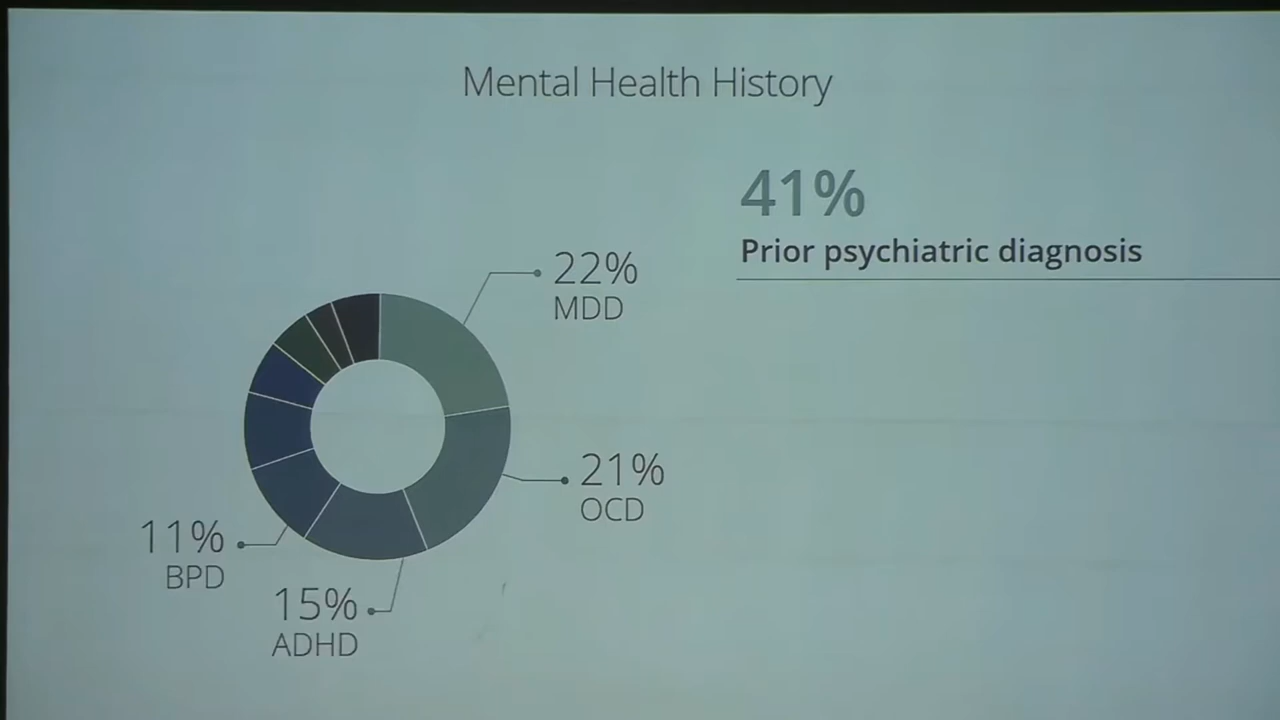 Mental Health History
41%
Prior psychiatric diagnosis
22%
MDD
21%
OCD
11%
BPD
15%
ADHD